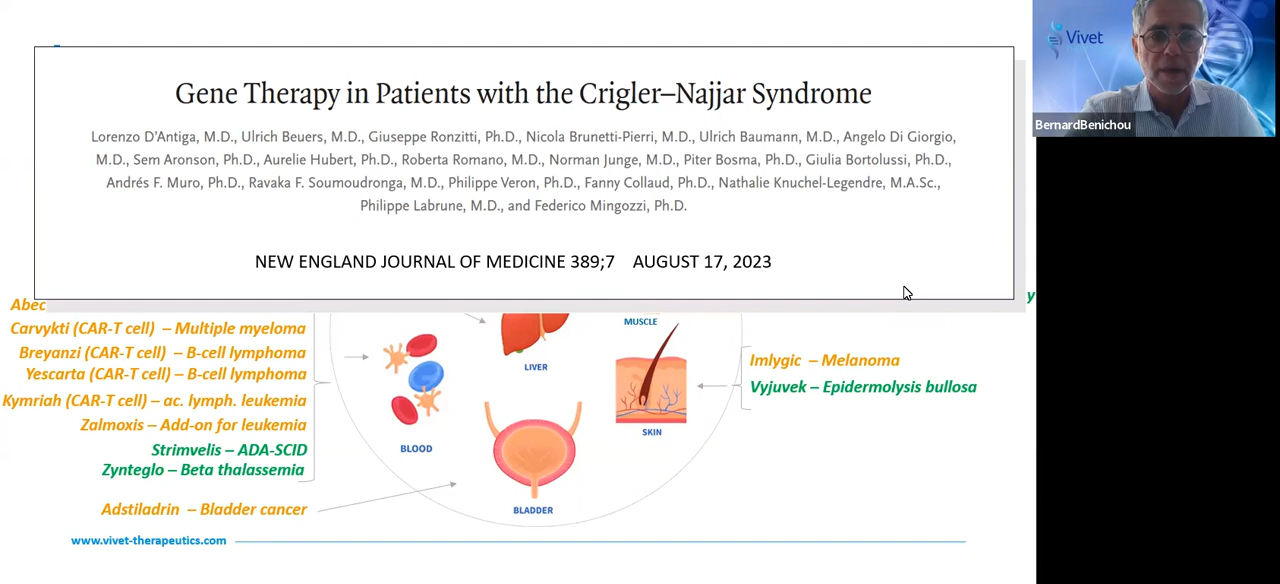 Gene Therapy in Patients with the Crigler–Najjar Syndrome
Lorenzo D'Antiga, M.D., Ulrich Beuers, M.D., Giuseppe Ronzitti, Ph.D., Nicola Brunetti-Pierri, M.D., Ulrich Baumann, M.D., Angelo Di Giorgio,
M.D., Sem Aronson, Ph.D., Aurelie Hubert, Ph.D., Roberta Romano, M.D., Norman Junge, M.D., Piter Bosma, Ph.D., Giulia Bortolussi, Ph.D.,
Andrés F. Muro, Ph.D., Ravaka F. Soumoudronga, M.D., Philippe Veron, Ph.D., Fanny Collaud, Ph.D., Nathalie Knuchel-Legendre, M.A.Sc.,
Philippe Labrune, M.D., and Federico Mingozzi, Ph.D.
NEW ENGLAND JOURNAL OF MEDICINE 389;7 AUGUST 17, 2023
Vivet
BernardBenichou
Abec
y
Carvykti (CAR-T cell) – Multiple myeloma
Breyanzi (CAR-T cell) – B-cell lymphoma
Yescarta (CAR-T cell) – B-cell lymphoma
Kymriah (CAR-T cell) – ac. lymph. leukemia
Zalmoxis – Add-on for leukemia
Strimvelis – ADA-SCID
Zynteglo – Beta thalassemia
Adstiladrin – Bladder cancer
MUSCLE
LIVER
BLOOD
SKIN
BLADDER
Imlygic – Melanoma
Vyjuvek – Epidermolysis bullosa
www.vivet-therapeutics.com